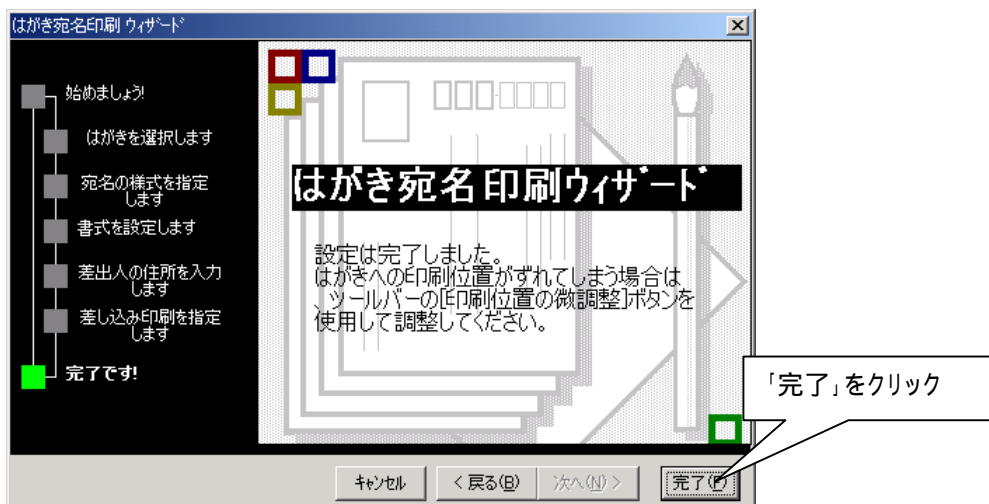 はがき宛名印刷 ウィザード
始めましょう!
はがきを選択します
宛名の様式を指定
します
書式を設定します
差出人の住所を入力
します
差し込み印刷を指定
します
完了です!
はがき宛名印刷ウィザード
設定は完了しました。
はがきへの印刷位置がずれてしまう場合は
、ツールバーの[印刷位置の微調整]ボタンを
使用して調整してください。
「完了」をクリック
キャンセル
< 戻る(B)
次へ(N) >
完了(F)